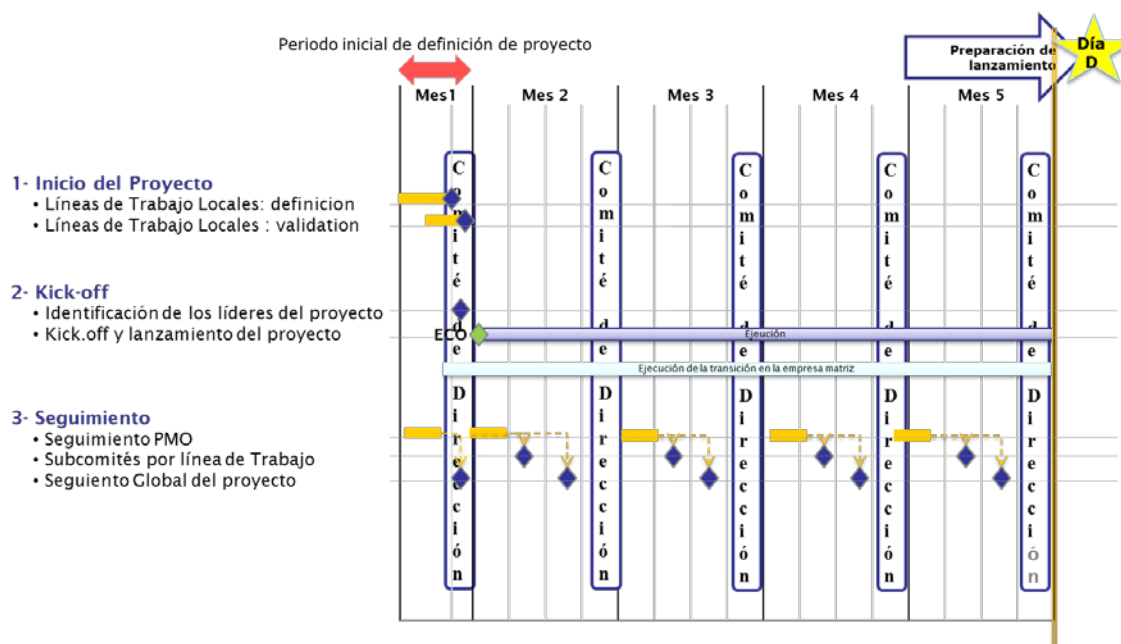 Periodo inicial de definición de proyecto
Preparación de
lanzamiento
Día
D
Mes1
Mes 2
Mes 3
Mes 4
Mes 5
Comité de Dirección
Comité de Dirección
Comité de Dirección
Comité de Dirección
Comité de Dirección
1- Inicio del Proyecto
• Líneas de Trabajo Locales: definicion
• Líneas de Trabajo Locales : validation
2- Kick-off
• Identificación de los líderes del proyecto
• Kick.off y lanzamiento del proyecto
ECO
Ejecución
Ejecución de la transición en la empresa matriz
3- Seguimiento
• Seguimiento PMO
• Subcomités por línea de Trabajo
• Seguiento Global del proyecto